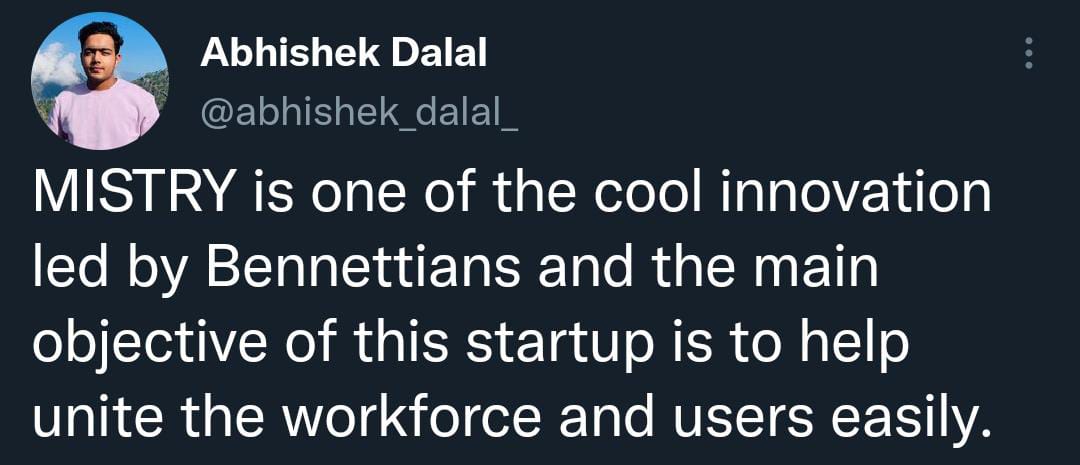 Abhishek Dalal
@abhishek_dalal_
MISTRY is one of the cool innovation
led by Bennettians and the main
objective of this startup is to help
unite the workforce and users easily.